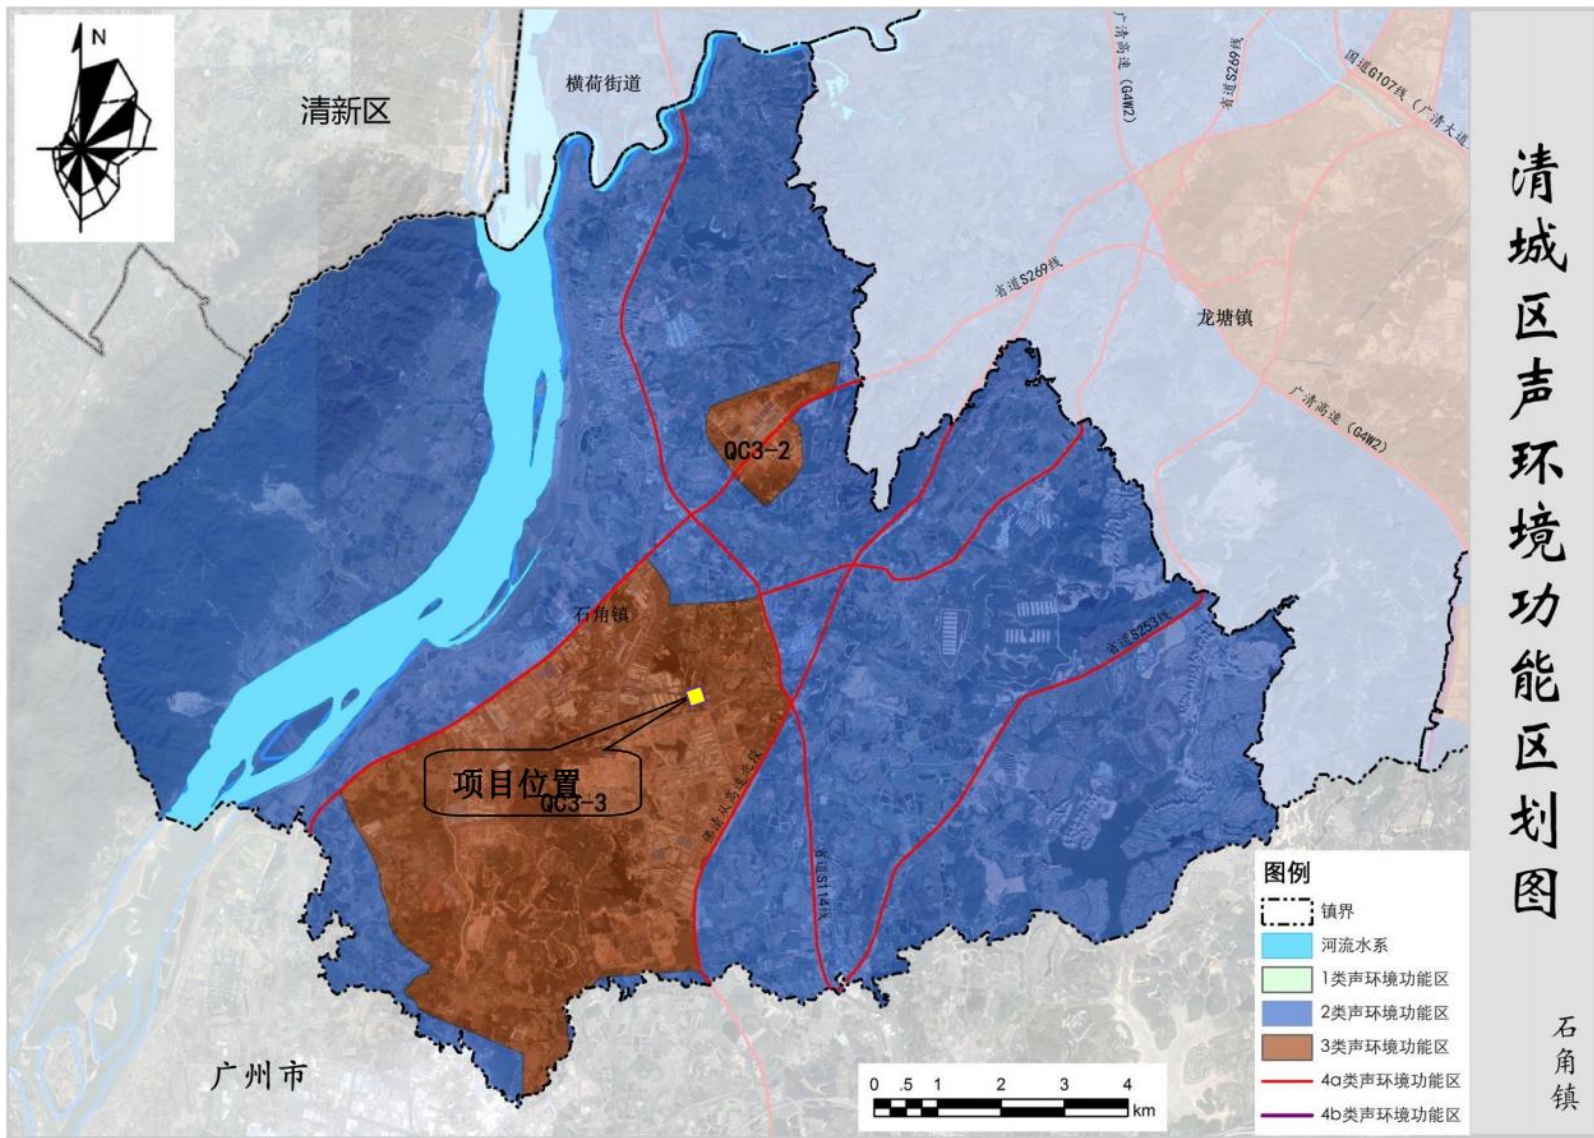 清城区声环境功能区划图
石角镇
N
清新区
横荷街道
广清高速（G4W2）
省道S269线
国道G107线（广清大道
省道S269线
龙塘镇
广清高速（G4W2）
QC3-2
石角镇
省道S253线
项目位置
QC3-3
佛清从高速北段
省道S114线
广州市
图例
镇界
河流水系
1类声环境功能区
2类声环境功能区
3类声环境功能区
4a类声环境功能区
4b类声环境功能区
0 .5 1 2 3 4
km